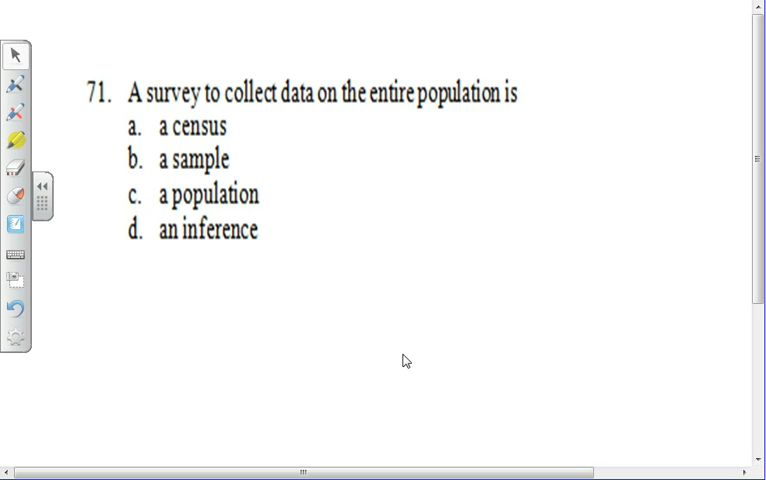 71. A survey to collect data on the entire population is
a. a census
b. a sample
c. a population
d. an inference